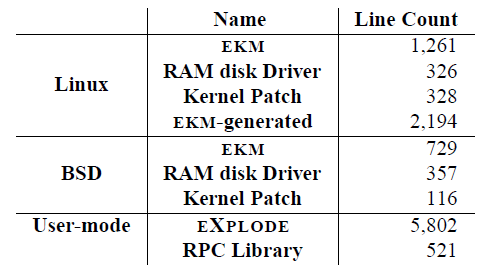 Name Line Count
Linux EKM 1,261
RAM disk Driver 326
Kernel Patch 328
EKM-generated 2,194
BSD EKM 729
RAM disk Driver 357
Kernel Patch 116
User-mode EXPLODE 5,802
RPC Library 521